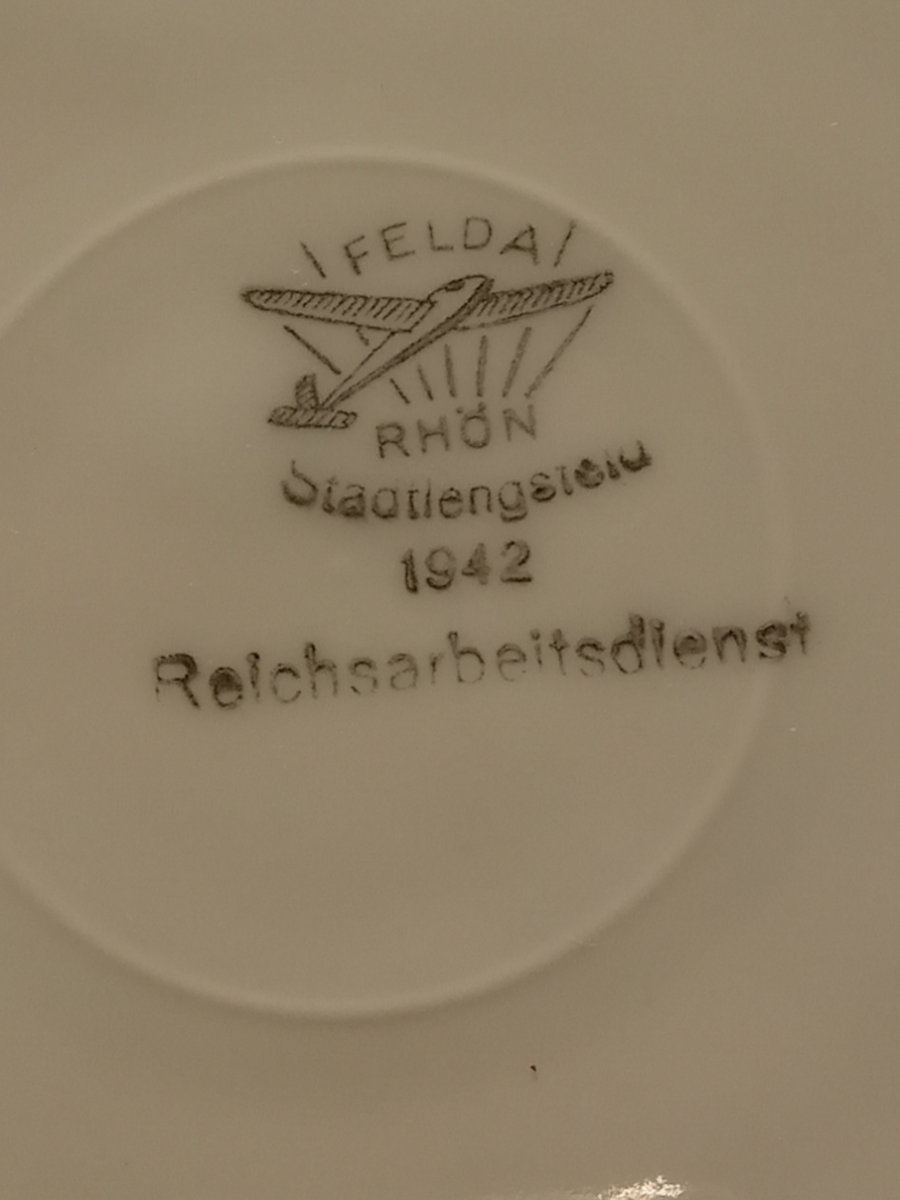 FELDA
RHÖN
Stadtlengsfeld
1942
Reichsarbeitsdienst